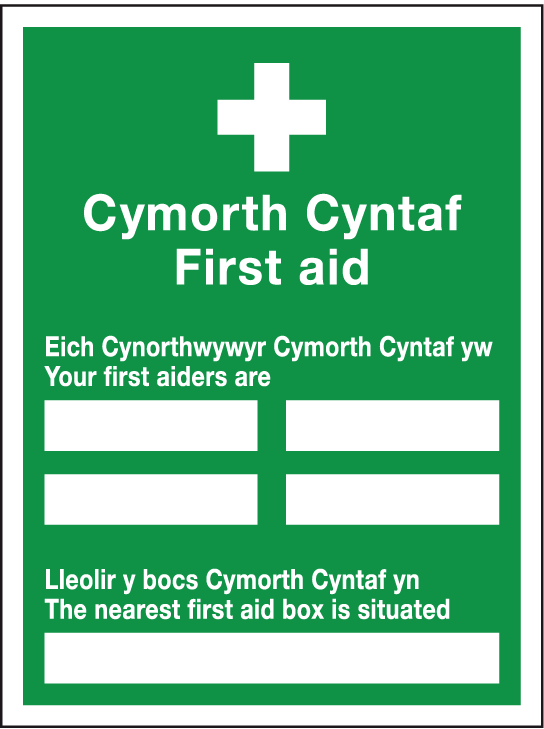 Cymorth Cyntaf
First aid
Eich Cynorthwywyr Cymorth Cyntaf yw
Your first aiders are
Lleolir y bocs Cymorth Cyntaf yn
The nearest first aid box is situated